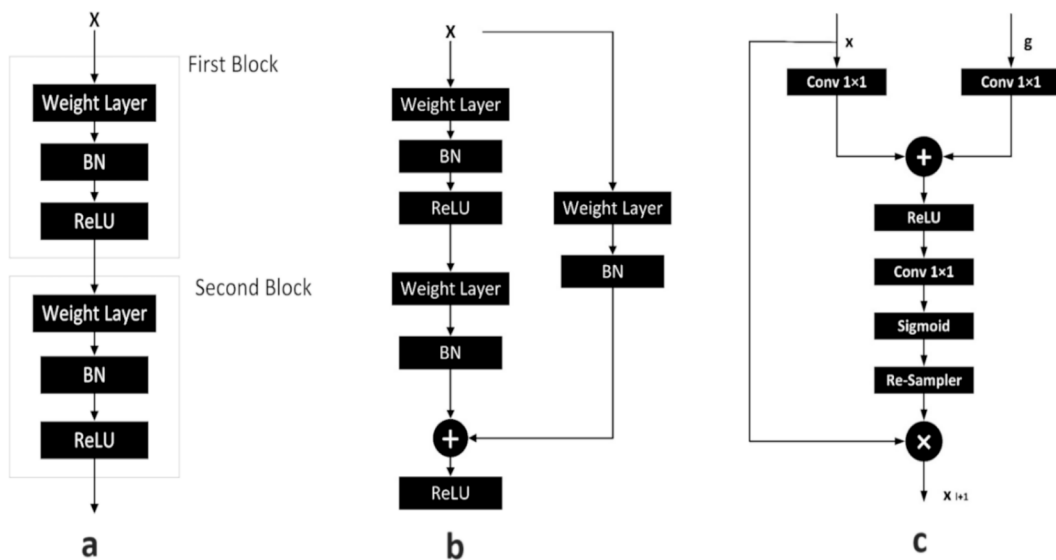 X
First Block
Weight Layer
BN
ReLU
Second Block
Weight Layer
BN
ReLU
a
X
Weight Layer
BN
ReLU
Weight Layer
BN
Weight Layer
BN
+
ReLU
b
x
g
Conv 1×1
Conv 1×1
+
ReLU
Conv 1×1
Sigmoid
Re-Sampler
×
x l+1
c